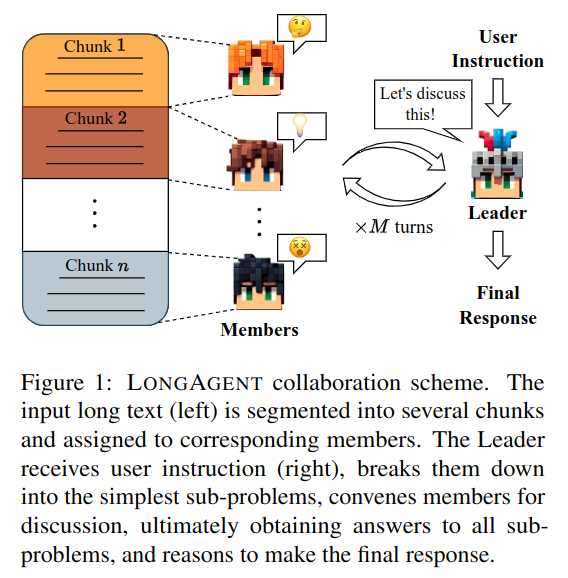 Chunk 1
Chunk 2
Chunk n
Members
Let's discuss
this!
×M turns
User
Instruction
Leader
Final
Response
Figure 1: LONGAGENT collaboration scheme. The
input long text (left) is segmented into several chunks
and assigned to corresponding members. The Leader
receives user instruction (right), breaks them down
into the simplest sub-problems, convenes members for
discussion, ultimately obtaining answers to all sub-
problems, and reasons to make the final response.